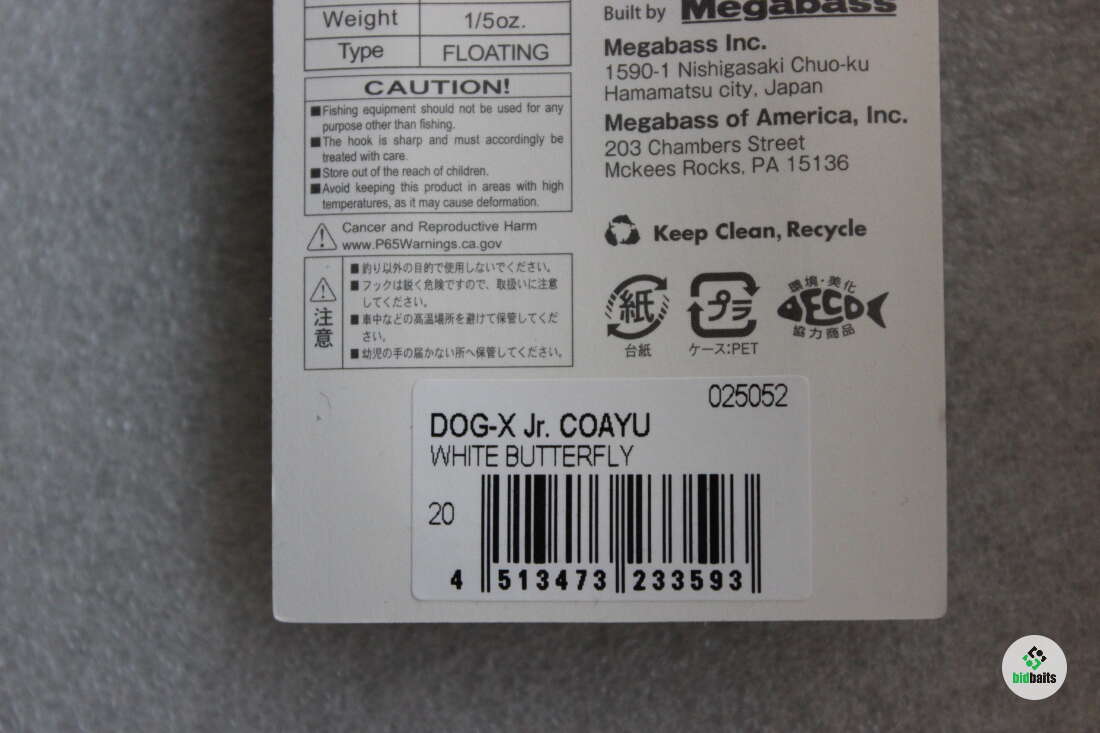 Weight 1/5oz.
Type FLOATING
CAUTION!
■Fishing equipment should not be used for any
purpose other than fishing.
■The hook is sharp and must accordingly be
treated with care.
■Store out of the reach of children.
■Avoid keeping this product in areas with high
temperatures, as it may cause deformation.
Cancer and Reproductive Harm
www.P65Warnings.ca.gov
注意
■釣り以外の目的で使用しないでください。
■フックは鋭く危険ですので、取扱いに注意
してください。
■車中などの高温場所を避けて保管してくだ
さい。
■幼児の手の届かない所へ保管してください。
Built by Megabass
Megabass Inc.
1590-1 Nishigasaki Chuo-ku
Hamamatsu city, Japan
Megabass of America, Inc.
203 Chambers Street
Mckees Rocks, PA 15136
Keep Clean, Recycle
紙
台紙
プラ
ケース:PET
環境・美化
ECO
協力商品
025052
DOG-X Jr. COAYU
WHITE BUTTERFLY
20
4 513473 233593
bidbaits